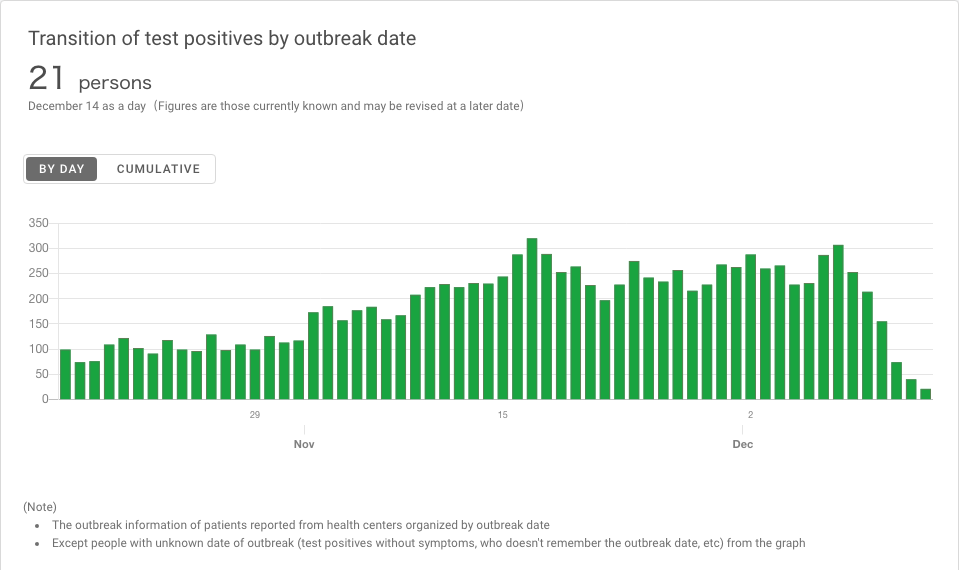 Transition of test positives by outbreak date
21 persons
December 14 as a day (Figures are those currently known and may be revised at a later date)
BY DAY CUMULATIVE
350
300
250
200
150
100
50
0
29 15 2
Nov Dec
(Note)
• The outbreak information of patients reported from health centers organized by outbreak date
• Except people with unknown date of outbreak (test positives without symptoms, who doesn't remember the outbreak date, etc) from the graph